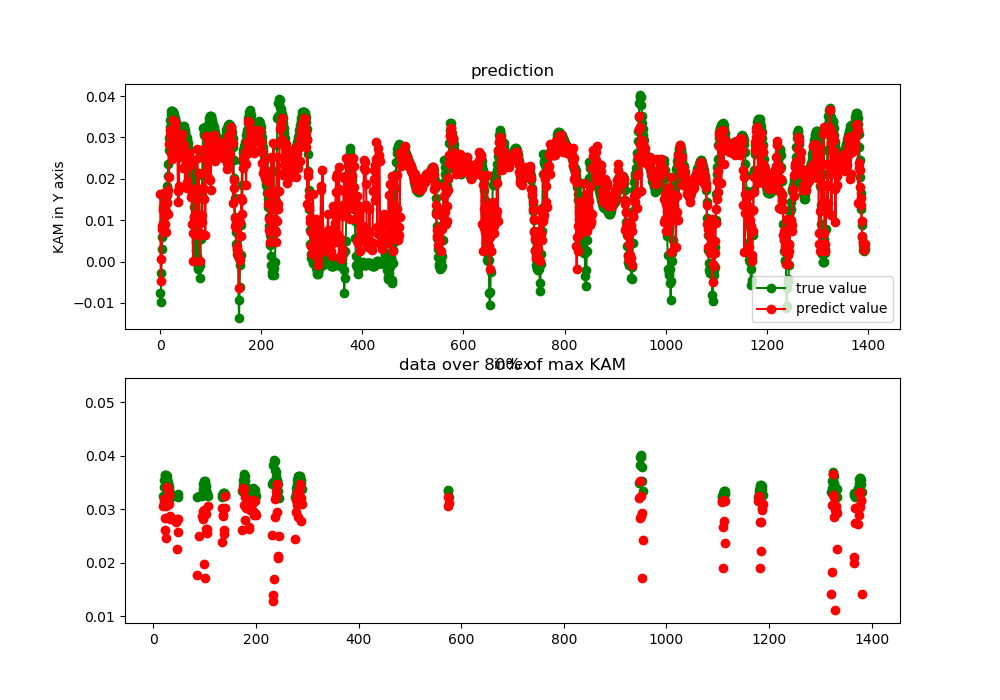 prediction
KAM in Y axis
0.04
0.03
0.02
0.01
0.00
−0.01
true value
predict value
0 200 400 600 800 1000 1200 1400
data over 80% of max KAM
0.05
0.04
0.03
0.02
0.01
0 200 400 600 800 1000 1200 1400